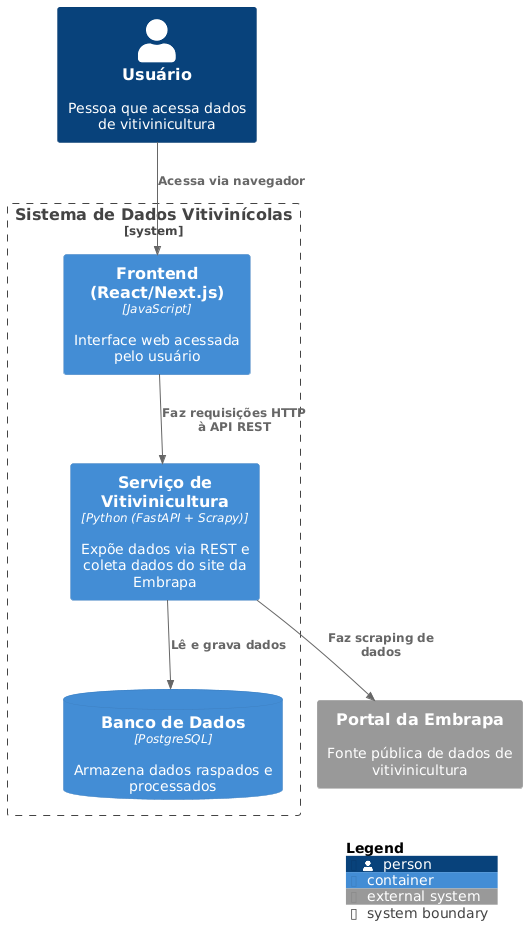 Usuário
Pessoa que acessa dados
de vitivinicultura
Acessa via navegador
Sistema de Dados Vitivinícolas
[system]
Frontend
(React/Next.js)
[JavaScript]
Interface web acessada
pelo usuário
Faz requisições HTTP
à API REST
Serviço de
Vitivinicultura
[Python (FastAPI + Scrapy)]
Expõe dados via REST e
coleta dados do site da
Embrapa
Lê e grava dados
Faz scraping de
dados
Banco de Dados
[PostgreSQL]
Armazena dados raspados e
processados
Portal da Embrapa
Fonte pública de dados de
vitivinicultura
Legend
person
container
external system
system boundary